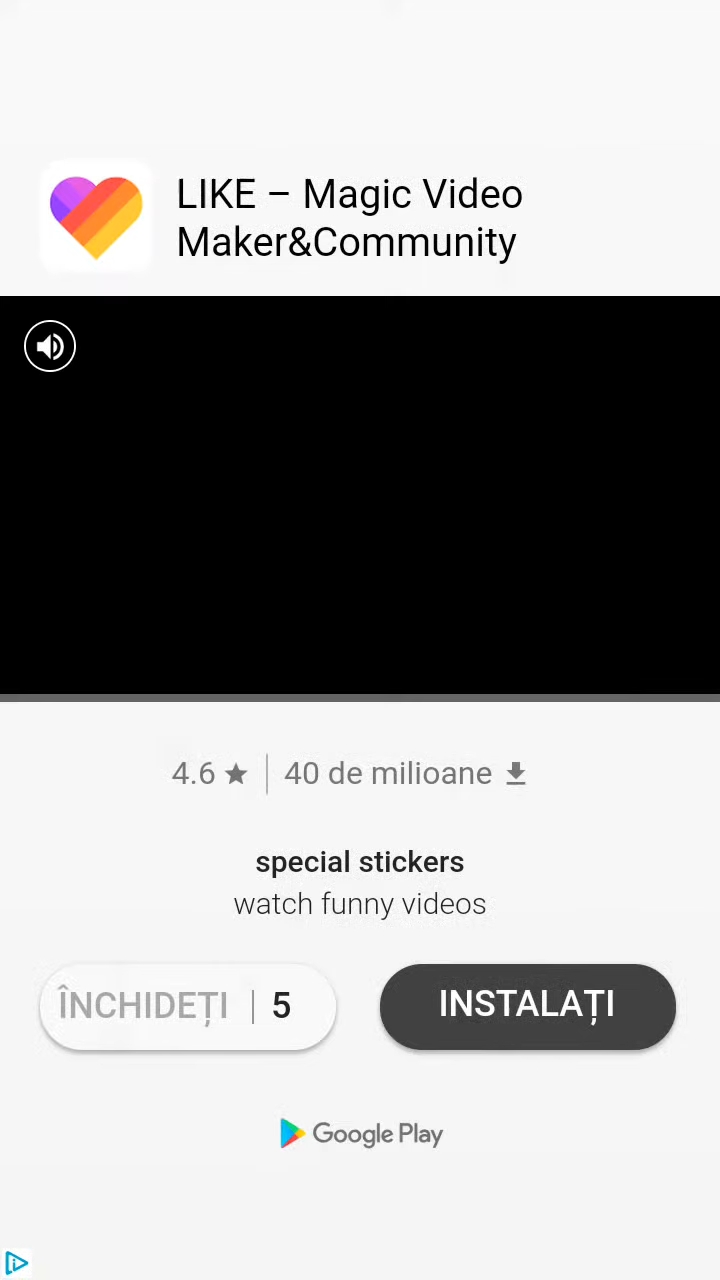 LIKE – Magic Video
Maker&Community
4.6 ★ | 40 de milioane
special stickers
watch funny videos
ÎNCHIDEȚI | 5
INSTALAȚI
Google Play